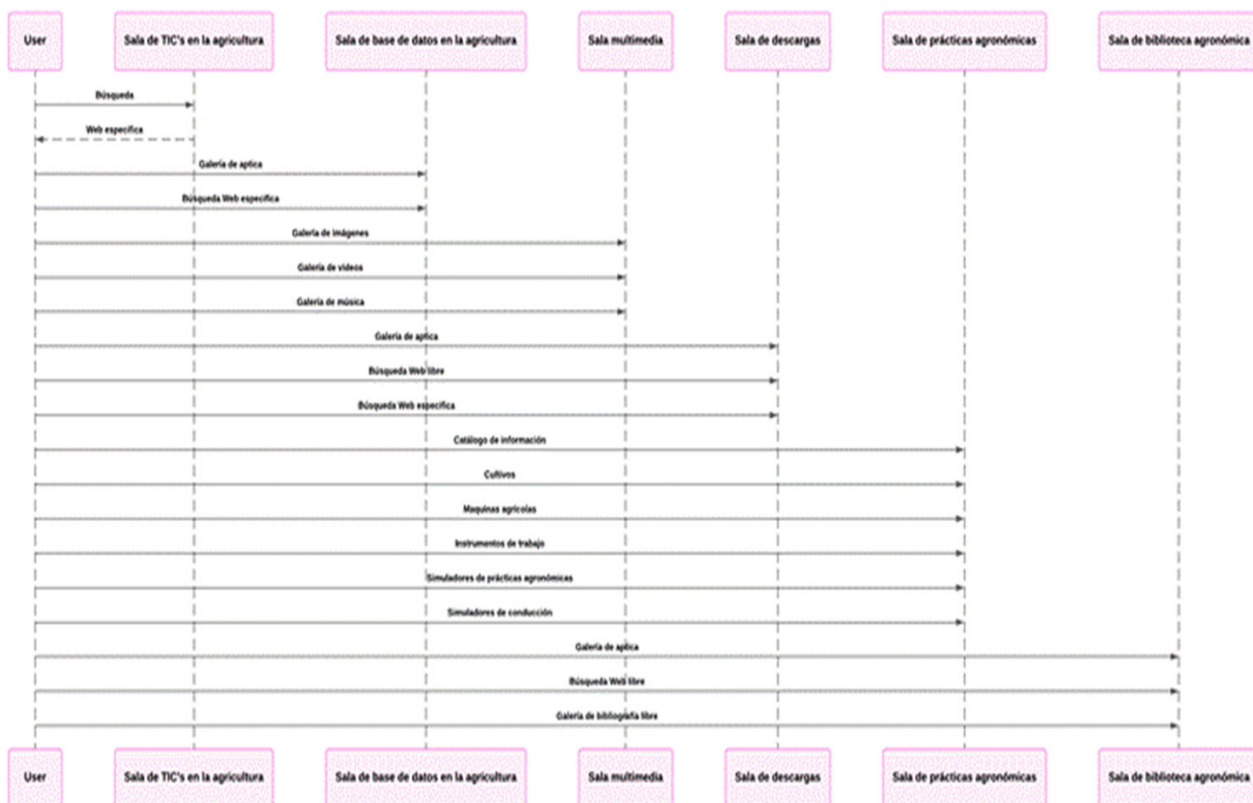 User
Sala de TIC's en la agricultura
Sala de base de datos en la agricultura
Sala multimedia
Sala de descargas
Sala de prácticas agronómicas
Sala de biblioteca agronómica
Búsqueda
Web especifica
Galería de aptica
Búsqueda Web especifica
Galería de imágenes
Galería de videos
Galería de música
Galería de aptica
Búsqueda Web libre
Búsqueda Web especifica
Catálogo de información
Cultivos
Maquinas agrícolas
Instrumentos de trabajo
Simuladores de prácticas agronómicas
Simuladores de conducción
Galería de aptica
Búsqueda Web libre
Galería de bibliografía libre
User
Sala de TIC's en la agricultura
Sala de base de datos en la agricultura
Sala multimedia
Sala de descargas
Sala de prácticas agronómicas
Sala de biblioteca agronómica